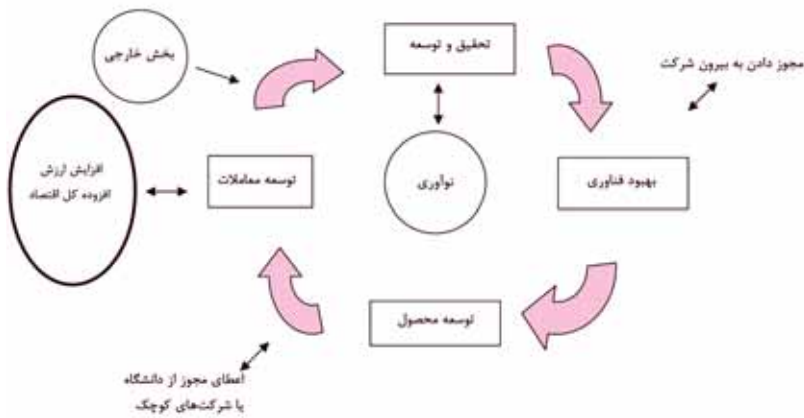 بخش خارجی
تحقیق و توسعه
مجوز دادن به بیرون شرکت
افزایش ارزش
افزوده کل اقتصاد
توسعه معاملات
نوآوری
بهبود فناوری
توسعه محصول
اعطای مجوز از دانشگاه
یا شرکت‌های کوچک